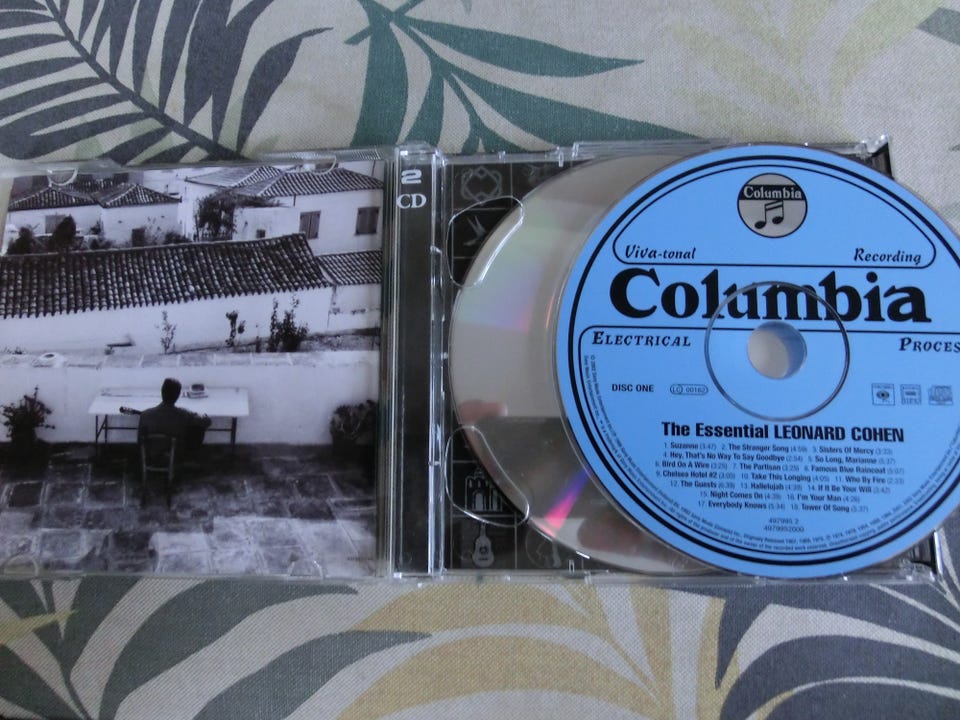 2
CD
Columbia
Viva-tonal Recording
Columbia
ELECTRICAL PROCES
DISC ONE LC 00162
The Essential LEONARD COHEN
1. Suzanne (3:47) 2. The Stranger Song (4:59) 3. Sisters Of Mercy (3:33)
4. Hey, That's No Way To Say Goodbye (2:54) 5. So Long, Marianne (5:37)
6. Bird On A Wire (3:25) 7. The Partisan (3:25) 8. Famous Blue Raincoat (5:07)
9. Chelsea Hotel #2 (3:05) 10. Take This Longing (4:05) 11. Who By Fire (2:33)
12. The Guests (6:39) 13. Hallelujah (4:39) 14. If It Be Your Will (3:42)
15. Night Comes On (4:39) 16. I'm Your Man (4:26)
17. Everybody Knows (5:34) 18. Tower Of Song (5:37)
497995 2
4979952000